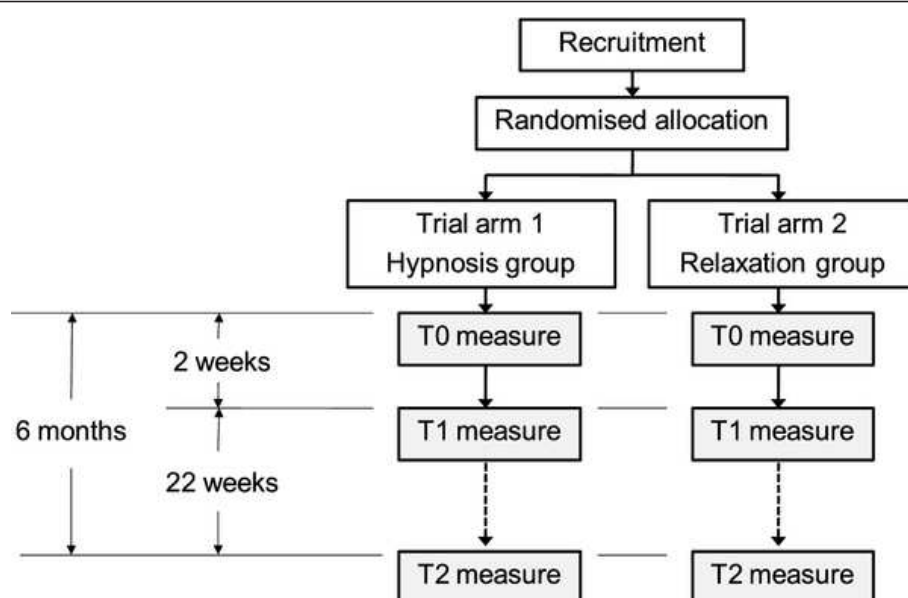 Recruitment
Randomised allocation
Trial arm 1
Hypnosis group
Trial arm 2
Relaxation group
T0 measure
T0 measure
2 weeks
6 months
T1 measure
T1 measure
22 weeks
T2 measure
T2 measure